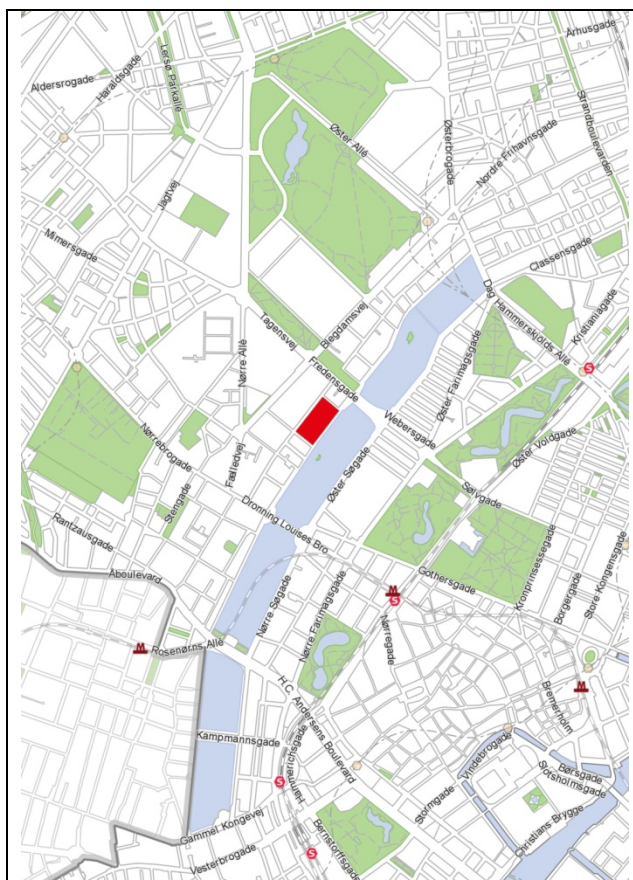 Århusgade
Aldersrogade
Haraldsgade
Lersø Parkallé
Strandboulevarden
Øster Allé
Østerbrogade
Nordre Frihavnsgade
Jagtvej
Mimersgade
Classensgade
Dag Hammerskjolds Allé
Kristianiagade
S
Tagensvej
Blegdamsvej
Nørre Allé
Fredensgade
Øster Farimagsgade
Webersgade
Øster Voldgade
Nørrebrogade
Fælledvej
Øster Søgade
Sølvgade
Stengade
Rantzausgade
Dronning Louises Bro
Kronprinsessegade
Åboulevard
Gothersgade
Borgergade
Store Kongensgade
M
S
Nørre Søgade
Nørre Farimagsgade
Nørregade
M
Rosenørns Allé
M
H.C. Andersens Boulevard
Bremerholm
Kampmannsgade
Hammerichsgade
Vindebrogade
Børsgade
Slotsholmsgade
S
Stormgade
Christians Brygge
Gammel Kongevej
Bernstorffsgade
S
Vesterbrogade